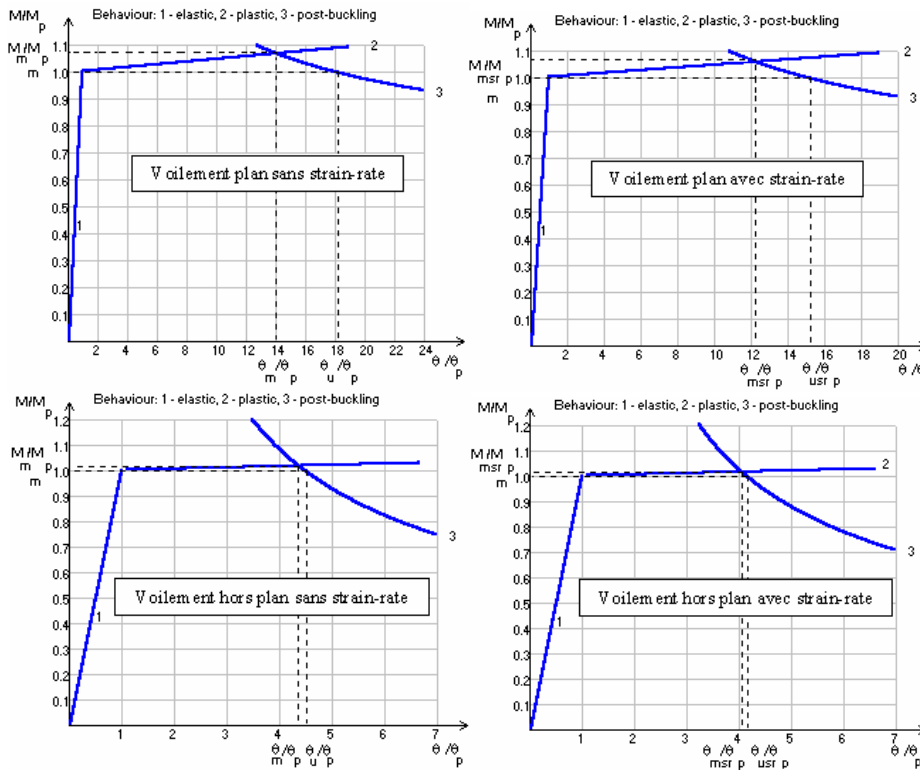 M/M p
Behaviour: 1 - elastic, 2 - plastic, 3 - post-buckling
M /M p
m
1.1
1.0
0.9
0.8
0.7
0.6
0.5
0.4
0.3
0.2
0.1
1
2
3
V oilement plan sans strain-rate
2 4 6 8 10 12 14 16 18 20 22 24 θ /θ p
θ m /θ p θ u /θ p
M/M p
Behaviour: 1 - elastic, 2 - plastic, 3 - post-buckling
M /M
msr p
m
1.1
1.0
0.9
0.8
0.7
0.6
0.5
0.4
0.3
0.2
0.1
1
2
3
V oilement plan avec strain-rate
2 4 6 8 10 12 14 16 18 20 θ /θ p
θ msr /θ p θ usr /θ p
M/M p
Behaviour: 1 - elastic, 2 - plastic, 3 - post-buckling
M /M p
m
1.2
1.1
1.0
0.9
0.8
0.7
0.6
0.5
0.4
0.3
0.2
0.1
1
3
V oilement hors plan sans strain-rate
1 2 3 4 5 6 7
θ m /θ p θ u /θ p θ /θ p
M/M p
Behaviour: 1 - elastic, 2 - plastic, 3 - post-buckling
M /M
msr p
m
1.2
1.1
1.0
0.9
0.8
0.7
0.6
0.5
0.4
0.3
0.2
0.1
1
2
3
V oilement hors plan avec strain-rate
1 2 3 4 5 6 7
θ msr /θ p θ usr /θ p θ /θ p